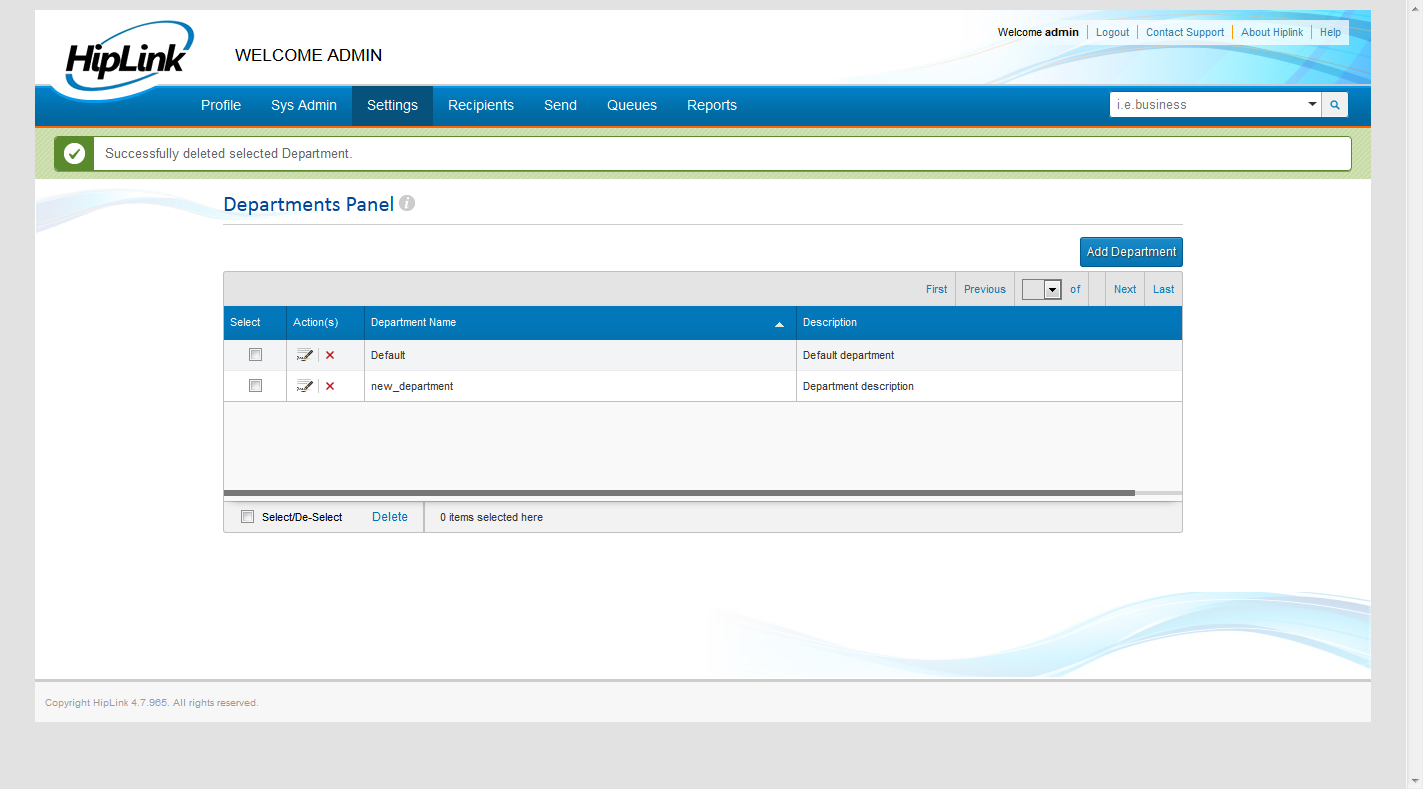 HipLink
WELCOME ADMIN
Welcome admin Logout Contact Support About Hiplink Help
Profile Sys Admin Settings Recipients Send Queues Reports i.e.business
Successfully deleted selected Department.
Departments Panel i
Add Department
First Previous of Next Last
Select Action(s) Department Name Description
Default Default department
new_department Department description
Select/De-Select Delete 0 items selected here
Copyright HipLink 4.7.965. All rights reserved.